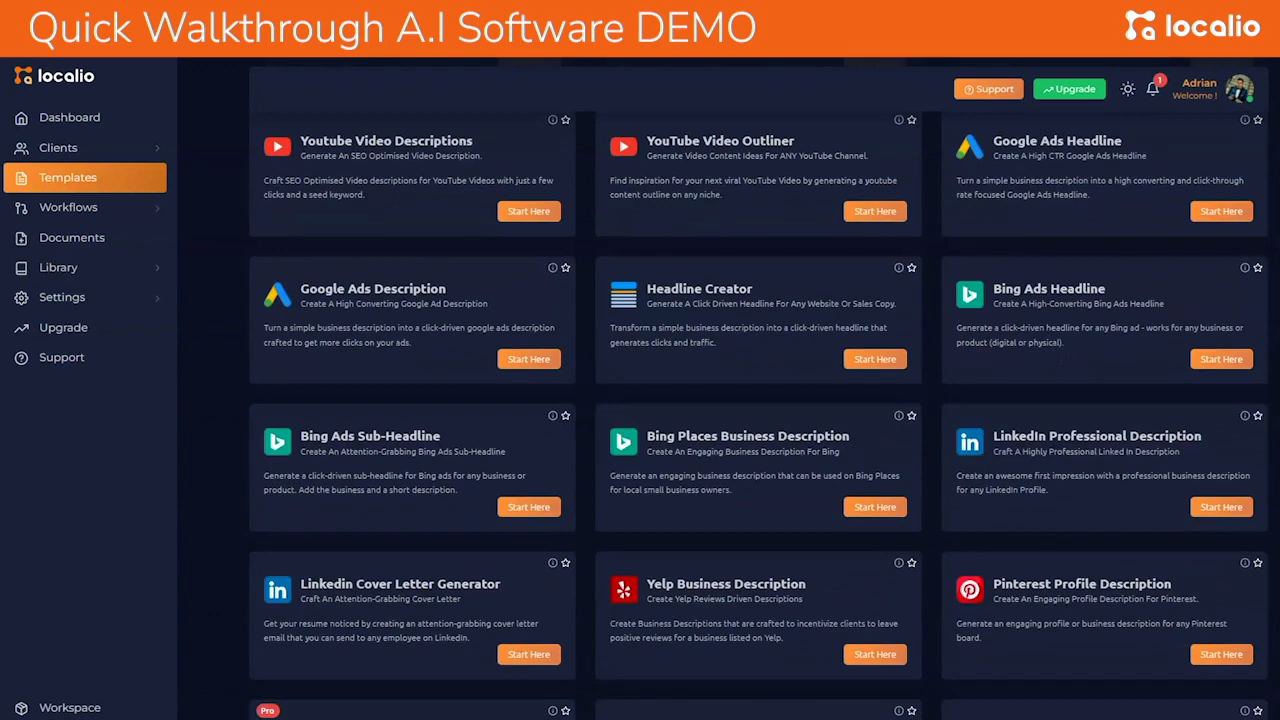 Quick Walkthrough A.I Software DEMO
localio
localio
Support
Upgrade
1
Adrian
Welcome !
Dashboard
Clients
Templates
Workflows
Documents
Library
Settings
Upgrade
Support
Workspace
Youtube Video Descriptions
Generate An SEO Optimised Video Description.
Craft SEO Optimised Video descriptions for YouTube Videos with just a few
clicks and a seed keyword.
Start Here
YouTube Video Outliner
Generate Video Content Ideas For ANY YouTube Channel.
Find inspiration for your next viral YouTube Video by generating a youtube
content outline on any niche.
Start Here
Google Ads Headline
Create A High CTR Google Ads Headline
Turn a simple business description into a high converting and click-through
rate focused Google Ads Headline.
Start Here
Google Ads Description
Create A High Converting Google Ad Description
Turn a simple business description into a click-driven google ads description
crafted to get more clicks on your ads.
Start Here
Headline Creator
Generate A Click Driven Headline For Any Website Or Sales Copy.
Transform a simple business description into a click-driven headline that
generates clicks and traffic.
Start Here
Bing Ads Headline
Create A High-Converting Bing Ads Headline
Generate a click-driven headline for any Bing ad - works for any business or
product (digital or physical).
Start Here
Bing Ads Sub-Headline
Create An Attention-Grabbing Bing Ads Sub-Headline
Generate a click-driven sub-headline for Bing ads for any business or
product. Add the business and a short description.
Start Here
Bing Places Business Description
Create An Engaging Business Description For Bing
Generate an engaging business description that can be used on Bing Places
for local small business owners.
Start Here
LinkedIn Professional Description
Craft A Highly Professional Linked In Description
Create an awesome first impression with a professional business description
for any LinkedIn Profile.
Start Here
Linkedin Cover Letter Generator
Craft An Attention-Grabbing Cover Letter
Get your resume noticed by creating an attention-grabbing cover letter
email that you can send to any employee on LinkedIn.
Start Here
Yelp Business Description
Create Yelp Reviews Driven Descriptions
Create Business Descriptions that are crafted to incentivize clients to leave
positive reviews for a business listed on Yelp.
Start Here
Pinterest Profile Description
Create An Engaging Profile Description For Pinterest.
Generate an engaging profile or business description for any Pinterest
board.
Start Here
Pro